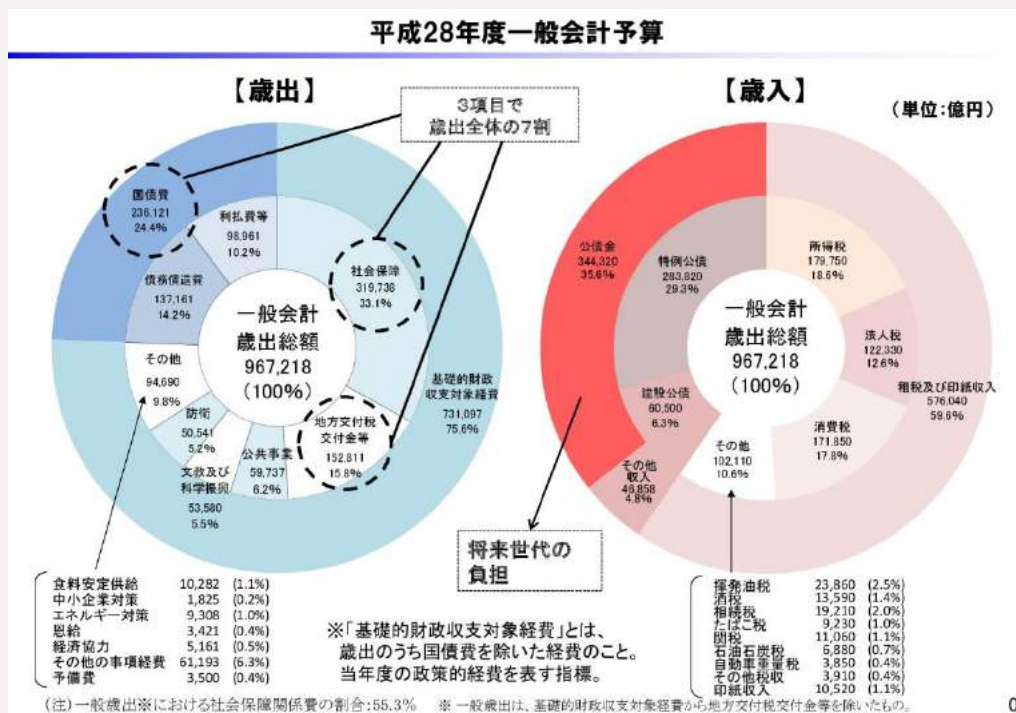 平成28年度一般会計予算
【歳出】
3項目で
歳出全体の7割
【歳入】
(単位:億円)
国債費
236,121
24.4%
利払費等
98,961
10.2%
債務償還費
137,161
14.2%
社会保障
319,738
33.1%
一般会計
歳出総額
967,218
(100%)
その他
94,690
9.8%
防衛
50,541
5.2%
文教及び
科学振興
53,580
5.5%
公共事業
59,737
6.2%
地方交付税
交付金等
152,811
15.8%
基礎的財政
収支対象経費
731,097
75.6%
公債金
344,320
35.6%
特例公債
283,820
29.3%
所得税
179,750
18.6%
法人税
122,330
12.6%
租税及び印紙収入
576,040
59.6%
一般会計
歳出総額
967,218
(100%)
建設公債
60,500
6.3%
消費税
171,850
17.8%
その他
102,110
10.6%
その他
収入
46,858
4.8%
将来世代の
負担
食料安定供給 10,282 (1.1%)
中小企業対策 1,825 (0.2%)
エネルギー対策 9,308 (1.0%)
恩給 3,421 (0.4%)
経済協力 5,161 (0.5%)
その他の事項経費 61,193 (6.3%)
予備費 3,500 (0.4%)
※「基礎的財政収支対象経費」とは、
歳出のうち国債費を除いた経費のこと。
当年度の政策的経費を表す指標。
揮発油税 23,860 (2.5%)
酒税 13,590 (1.4%)
相続税 19,210 (2.0%)
たばこ税 9,230 (1.0%)
関税 11,060 (1.1%)
石油石炭税 6,880 (0.7%)
自動車重量税 3,850 (0.4%)
その他税収 3,910 (0.4%)
印紙収入 10,520 (1.1%)
(注)一般歳出※における社会保障関係費の割合:55.3% ※ 一般歳出は、基礎的財政収支対象経費から地方交付税交付金等を除いたもの。
0